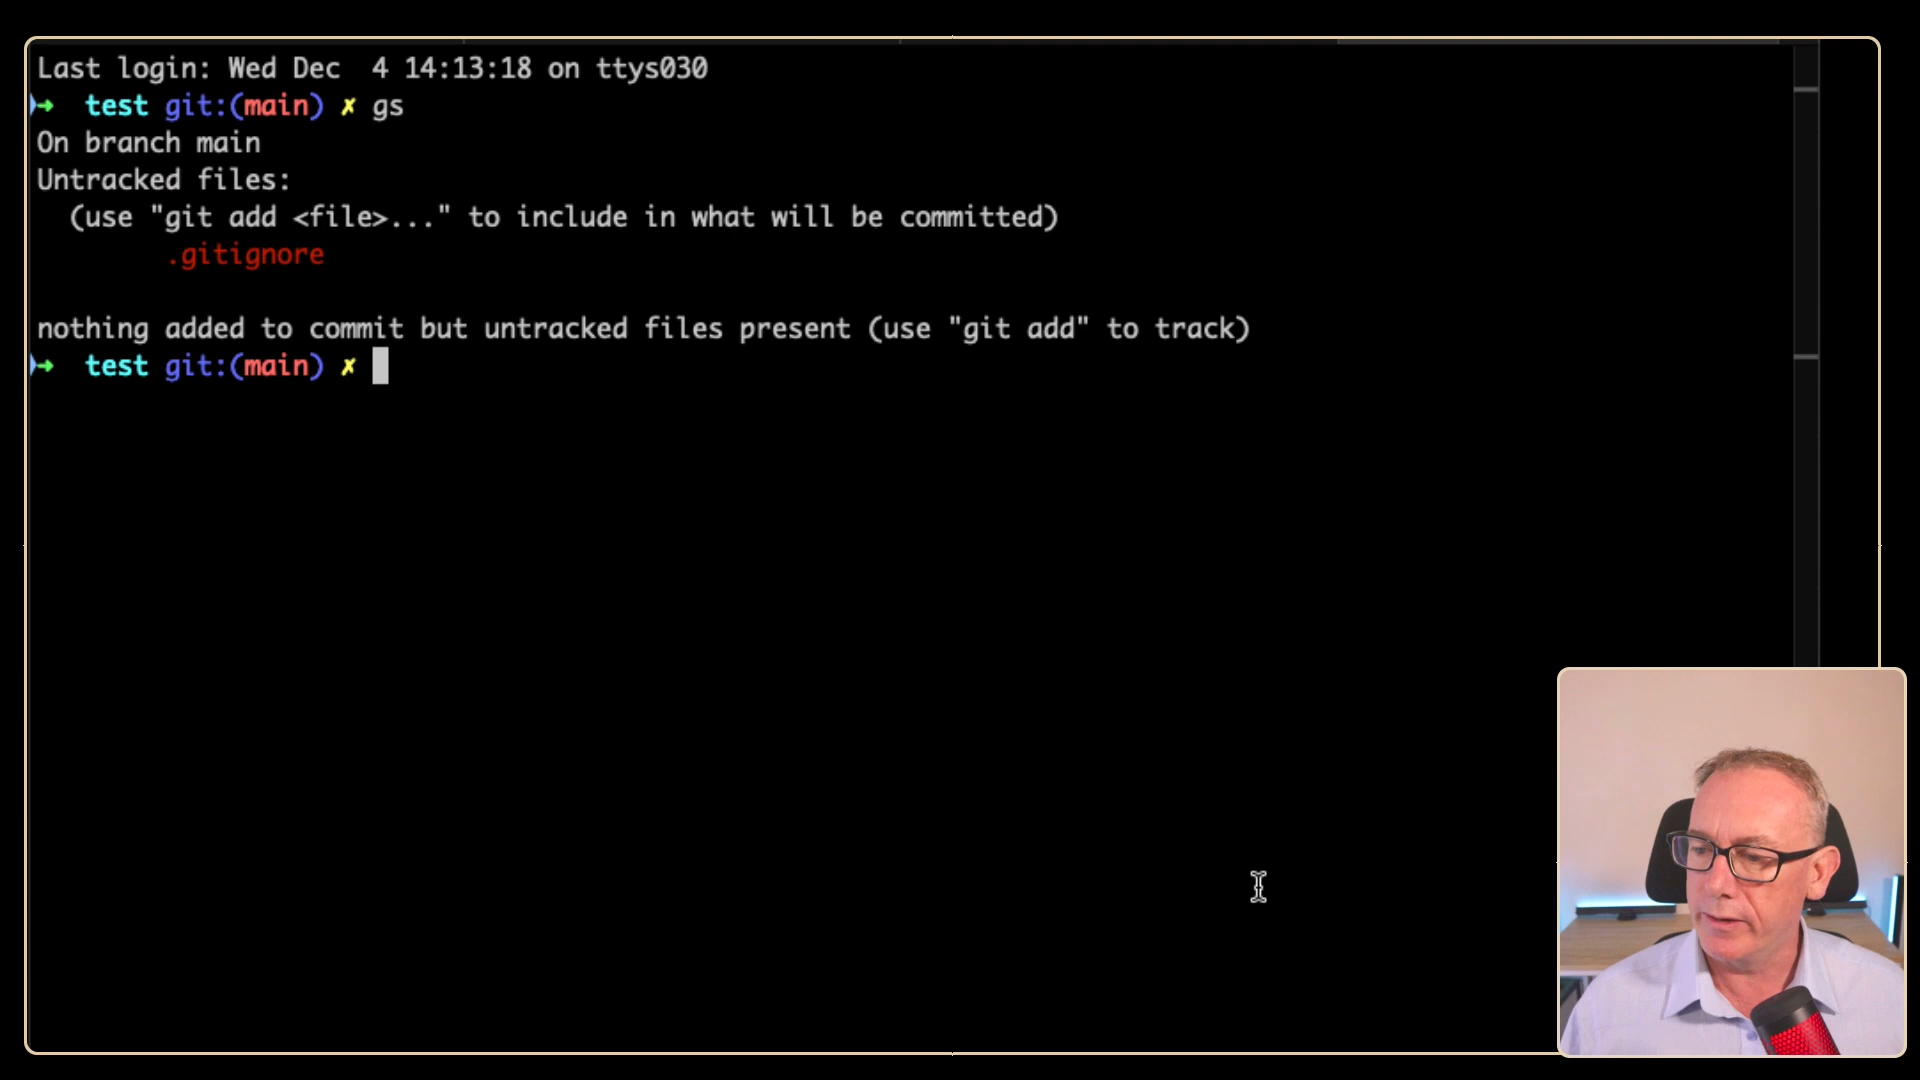 Last login: Wed Dec  4 14:13:18 on ttys030
➜  test git:(main) ✗ gs
On branch main
Untracked files:
  (use "git add <file>..." to include in what will be committed)
        .gitignore

nothing added to commit but untracked files present (use "git add" to track)
➜  test git:(main) ✗